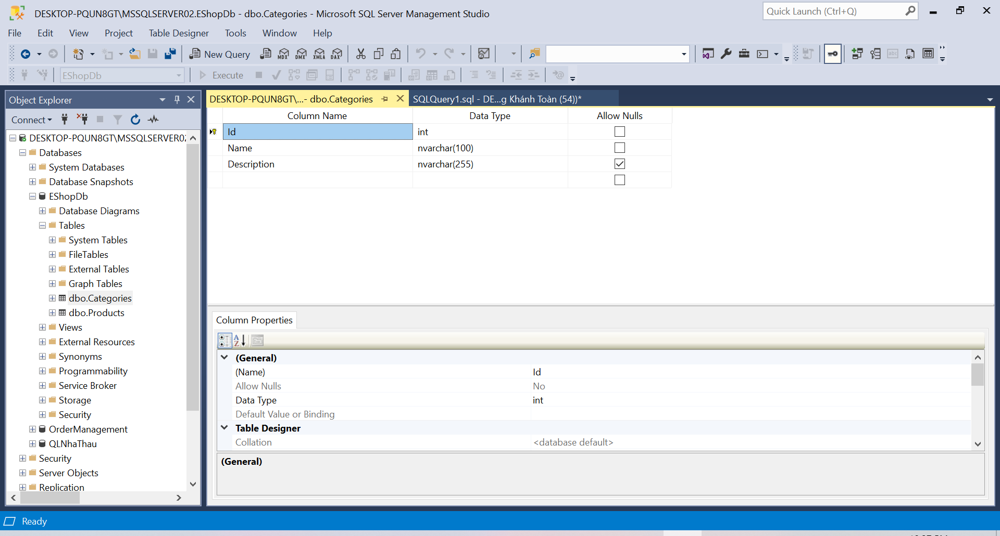 DESKTOP-PQUN8GT\MSSQLSERVER02.EShopDb - dbo.Categories - Microsoft SQL Server Management Studio
Quick Launch (Ctrl+Q)
File Edit View Project Table Designer Tools Window Help
New Query MDX DMX XMLA DAX
EShopDb Execute
Object Explorer
DESKTOP-PQUN8GT\...- dbo.Categories SQLQuery1.sql - DE...g Khánh Toàn (54))*
Connect
Column Name Data Type Allow Nulls
Id int
Name nvarchar(100)
Description nvarchar(255)
DESKTOP-PQUN8GT\MSSQLSERVER02
Databases
System Databases
Database Snapshots
EShopDb
Database Diagrams
Tables
System Tables
FileTables
External Tables
Graph Tables
dbo.Categories
dbo.Products
Views
External Resources
Synonyms
Programmability
Service Broker
Storage
Security
OrderManagement
QLNhaThau
Security
Server Objects
Replication
Column Properties
(General)
(Name) Id
Allow Nulls No
Data Type int
Default Value or Binding
Table Designer
Collation <database default>
(General)
Ready